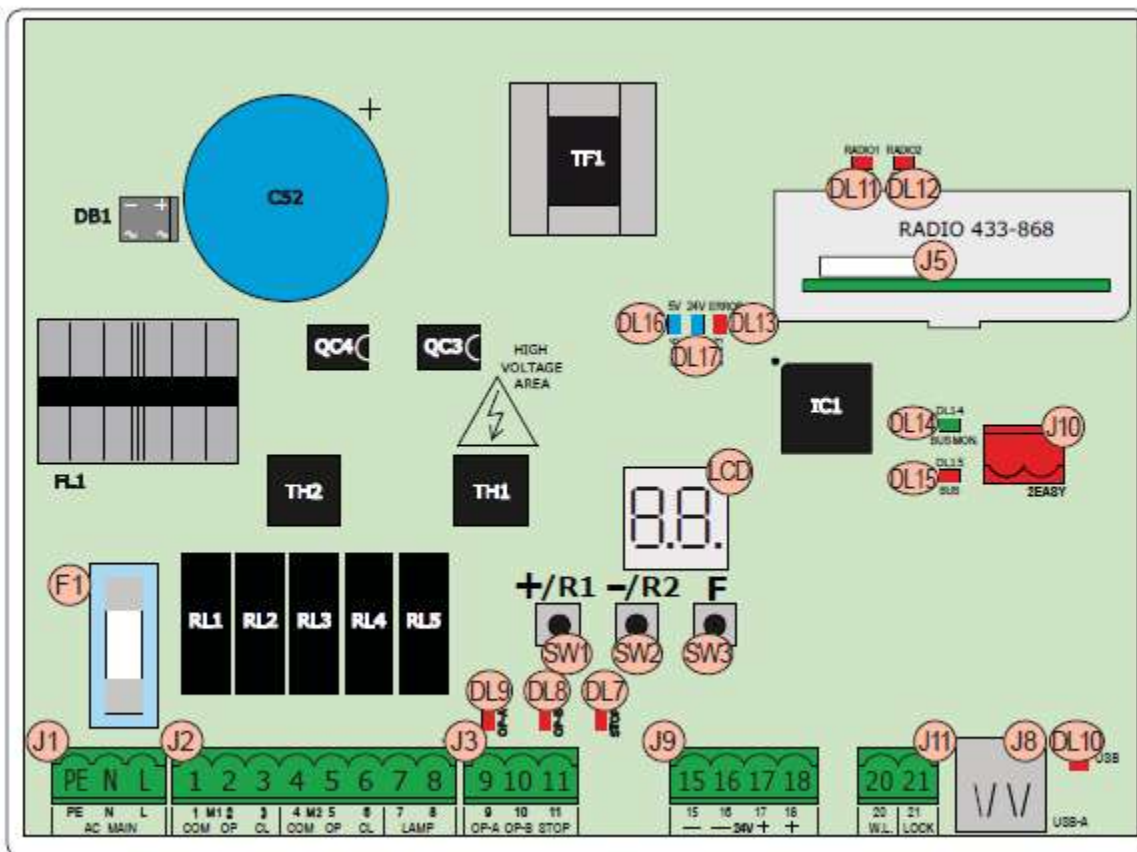 +
C52
TF1
DB1
- +
~ ~
RADIO1 RADIO2
DL11 DL12
RADIO 433-868
J5
5V 24V ERROR
DL16 DL13
DL17
QC4 QC3
HIGH
VOLTAGE
AREA
IC1
DL14 DL14
BUS MON.
J10
DL15
BUS
2EASY
FL1
TH2 TH1
LCD
8.8.
F1
RL1 RL2 RL3 RL4 RL5
+/R1 -/R2 F
SW1 SW2 SW3
DL9 DL8 DL7
OP-A OP-B STOP
J1 J2 J3 J9 J11 J8 DL10
USB
PE N L 1 2 3 4 5 6 7 8 9 10 11 15 16 17 18 20 21
PE N L 1 M1 2 3 4 M2 5 6 7 8 9 10 11 15 16 17 18 20 21
AC MAIN COM OP CL COM OP CL LAMP OP-A OP-B STOP — — 24V + + W.L. LOCK USB-A